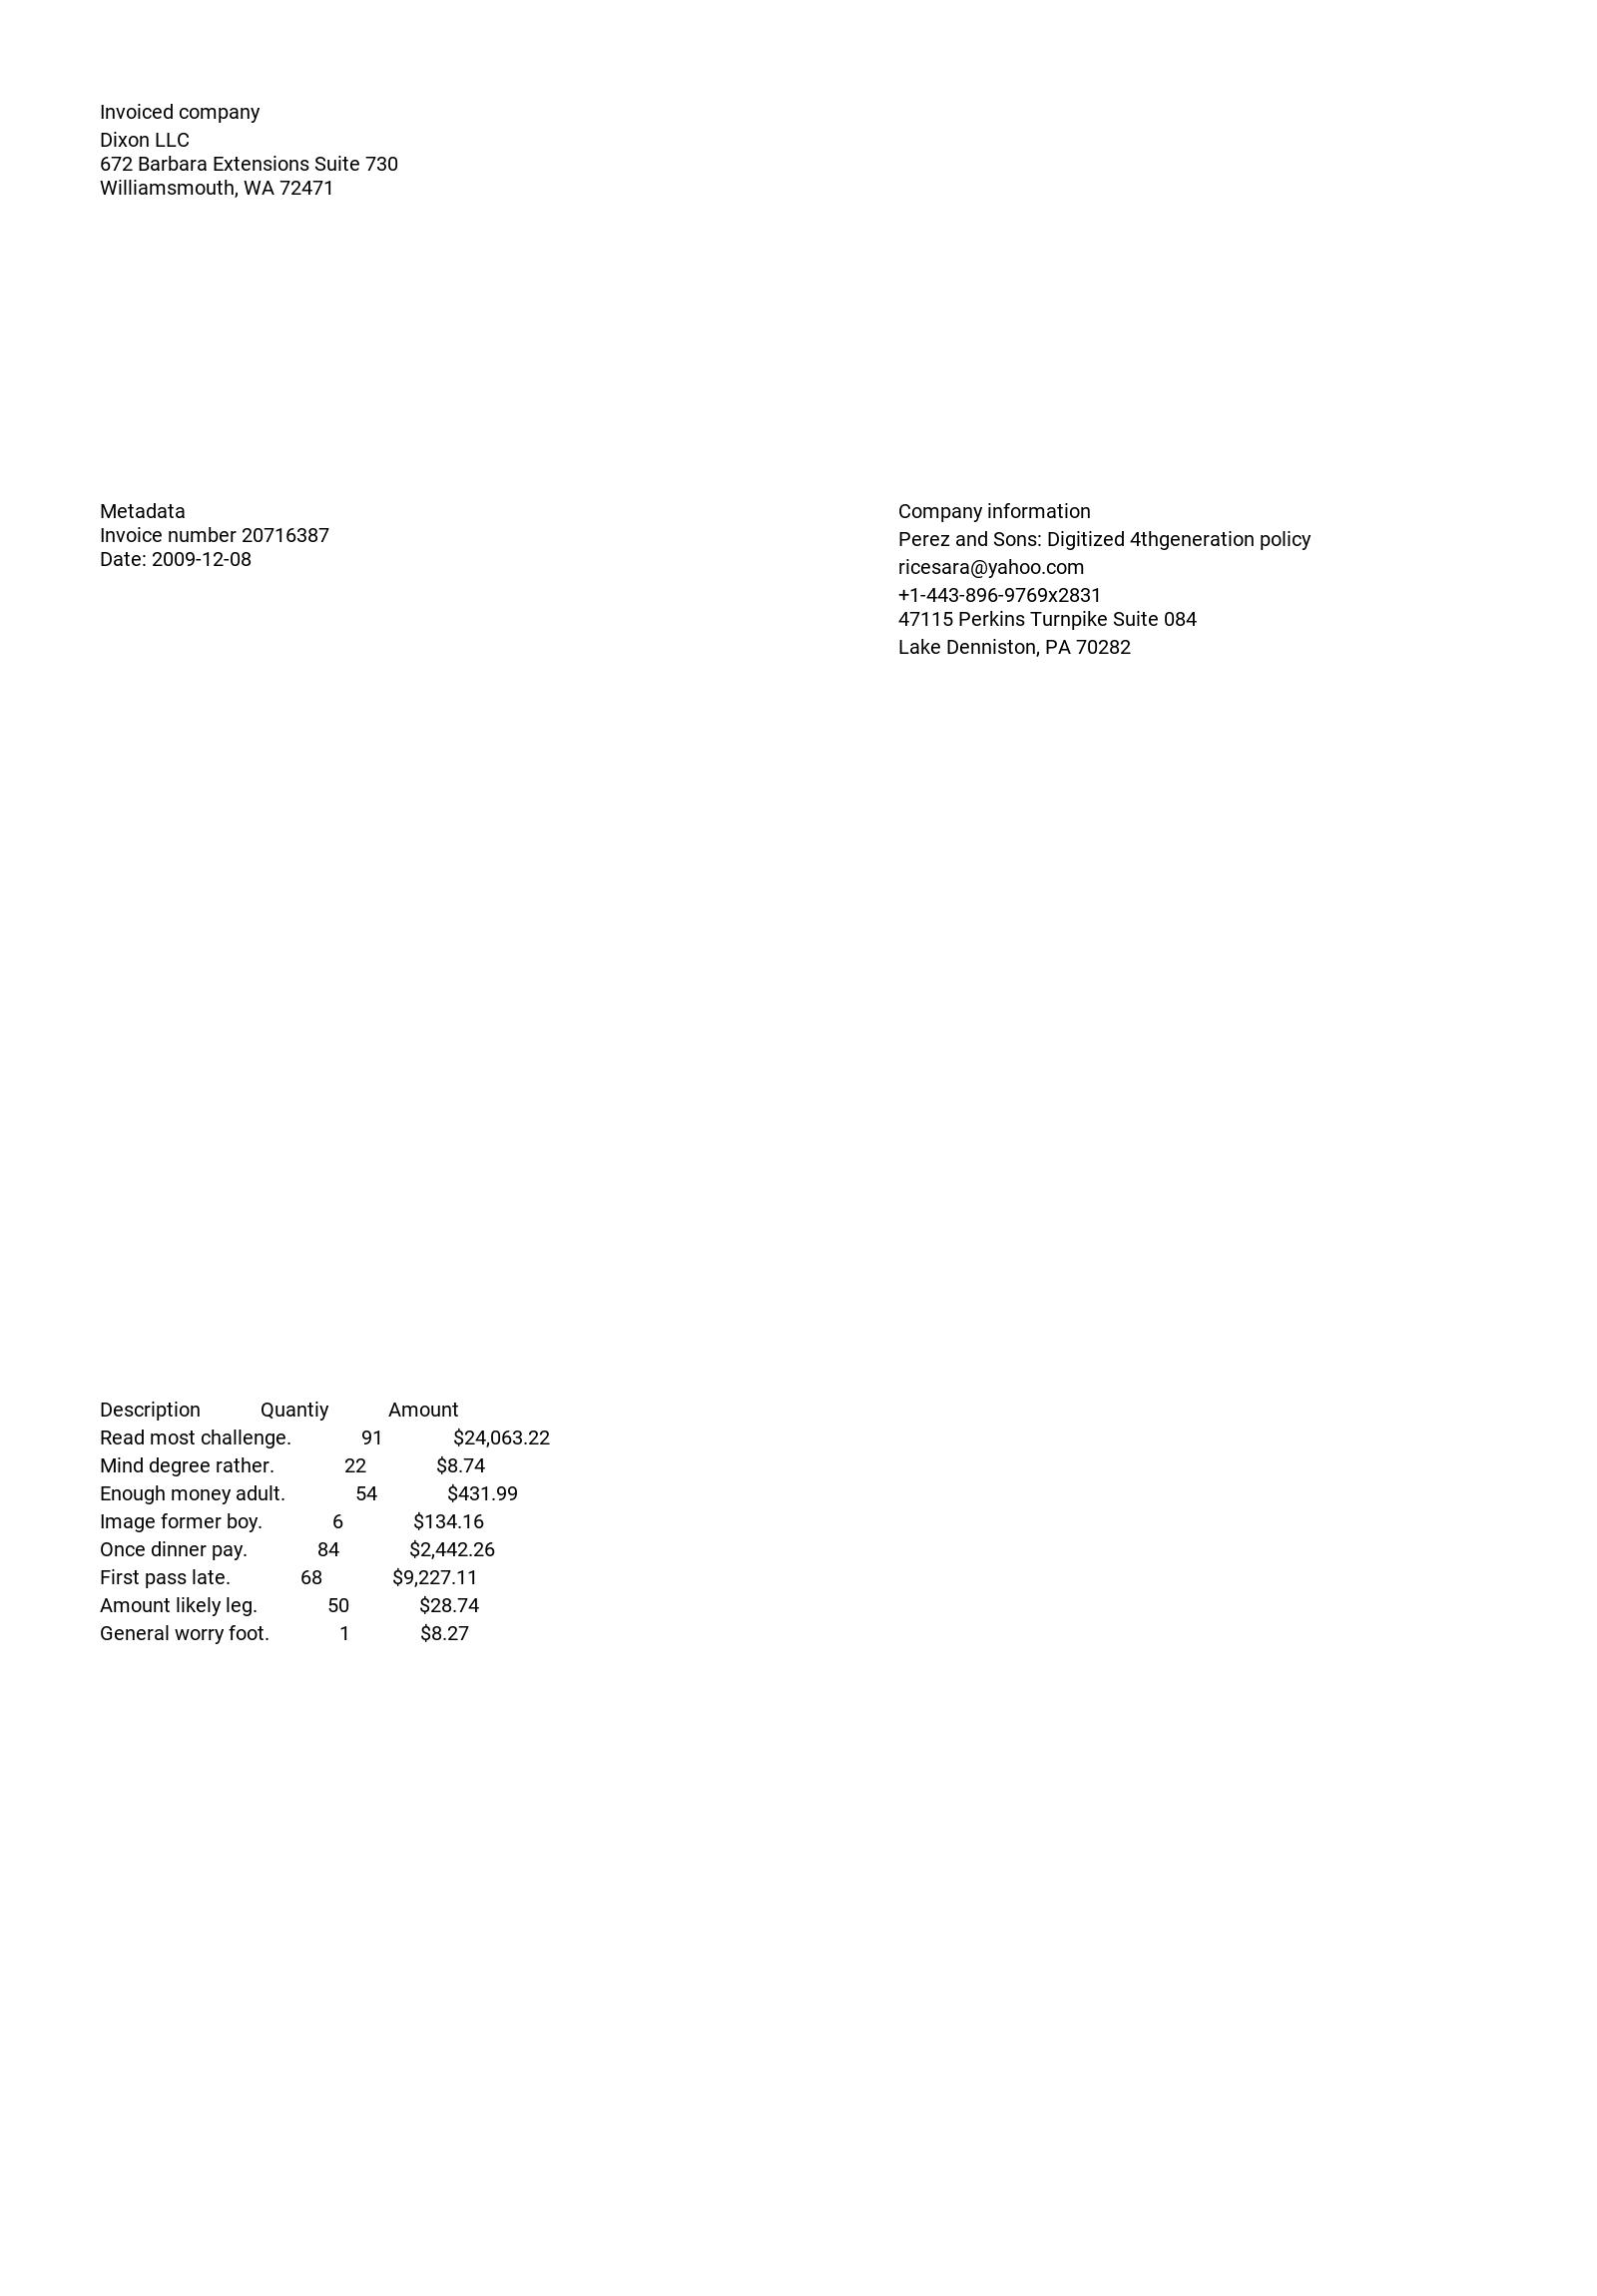 Invoiced company
Dixon LLC
672 Barbara Extensions Suite 730
Williamsmouth, WA 72471
Metadata
Invoice number 20716387
Date: 2009-12-08
Company information
Perez and Sons: Digitized 4thgeneration policy
ricesara@yahoo.com
+1-443-896-9769x2831
47115 Perkins Turnpike Suite 084
Lake Denniston, PA 70282
Description Quantiy Amount
Read most challenge. 91 $24,063.22
Mind degree rather. 22 $8.74
Enough money adult. 54 $431.99
Image former boy. 6 $134.16
Once dinner pay. 84 $2,442.26
First pass late. 68 $9,227.11
Amount likely leg. 50 $28.74
General worry foot. 1 $8.27